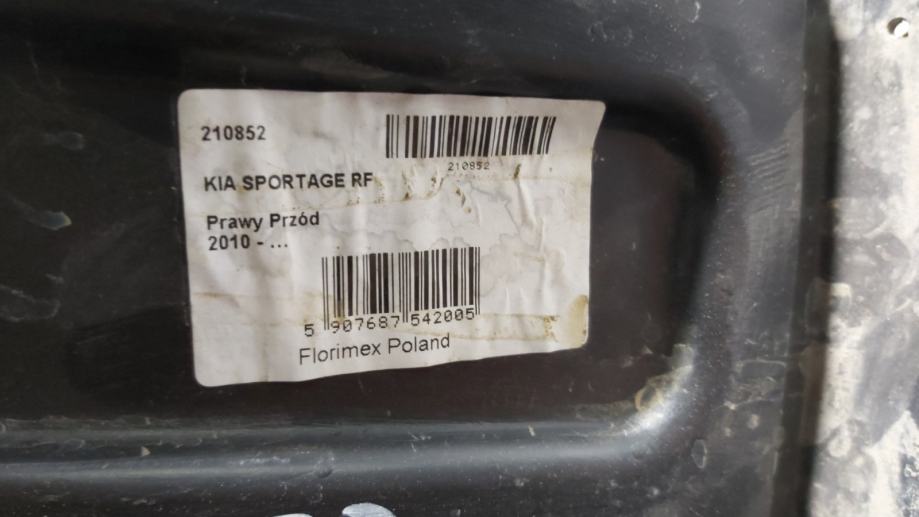 210852
210852
KIA SPORTAGE RF
Prawy Przód
2010 - ...
5 907687 542005
Florimex Poland